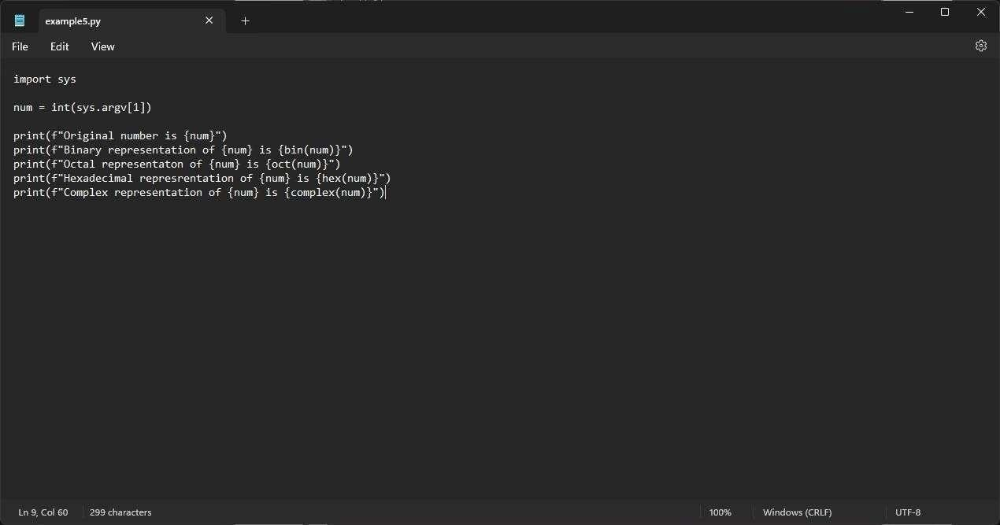 example5.py
File Edit View
import sys
num = int(sys.argv[1])
print(f"Original number is {num}")
print(f"Binary representation of {num} is {bin(num)}")
print(f"Octal representaton of {num} is {oct(num)}")
print(f"Hexadecimal represrentation of {num} is {hex(num)}")
print(f"Complex representation of {num} is {complex(num)}")
Ln 9, Col 60 299 characters 100% Windows (CRLF) UTF-8